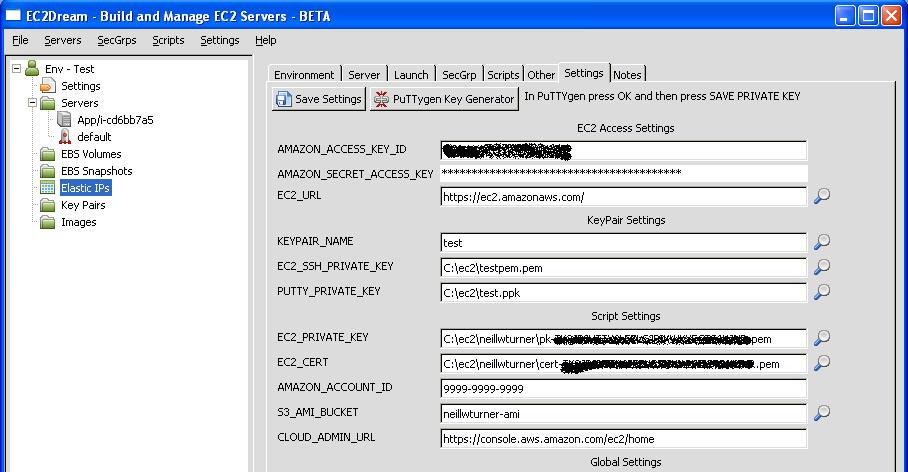 EC2Dream - Build and Manage EC2 Servers - BETA
File Servers SecGrps Scripts Settings Help
Env - Test
Settings
Servers
App/i-cd6bb7a5
default
EBS Volumes
EBS Snapshots
Elastic IPs
Key Pairs
Images
Environment Server Launch SecGrp Scripts Other Settings Notes
Save Settings PuTTYgen Key Generator In PuTTYgen press OK and then press SAVE PRIVATE KEY
EC2 Access Settings
AMAZON_ACCESS_KEY_ID
AMAZON_SECRET_ACCESS_KEY ****************************************
EC2_URL https://ec2.amazonaws.com/
KeyPair Settings
KEYPAIR_NAME test
EC2_SSH_PRIVATE_KEY C:\ec2\testpem.pem
PUTTY_PRIVATE_KEY C:\ec2\test.ppk
Script Settings
EC2_PRIVATE_KEY C:\ec2\neillwturner\pk- .pem
EC2_CERT C:\ec2\neillwturner\cert- .pem
AMAZON_ACCOUNT_ID 9999-9999-9999
S3_AMI_BUCKET neillwturner-ami
CLOUD_ADMIN_URL https://console.aws.amazon.com/ec2/home
Global Settings